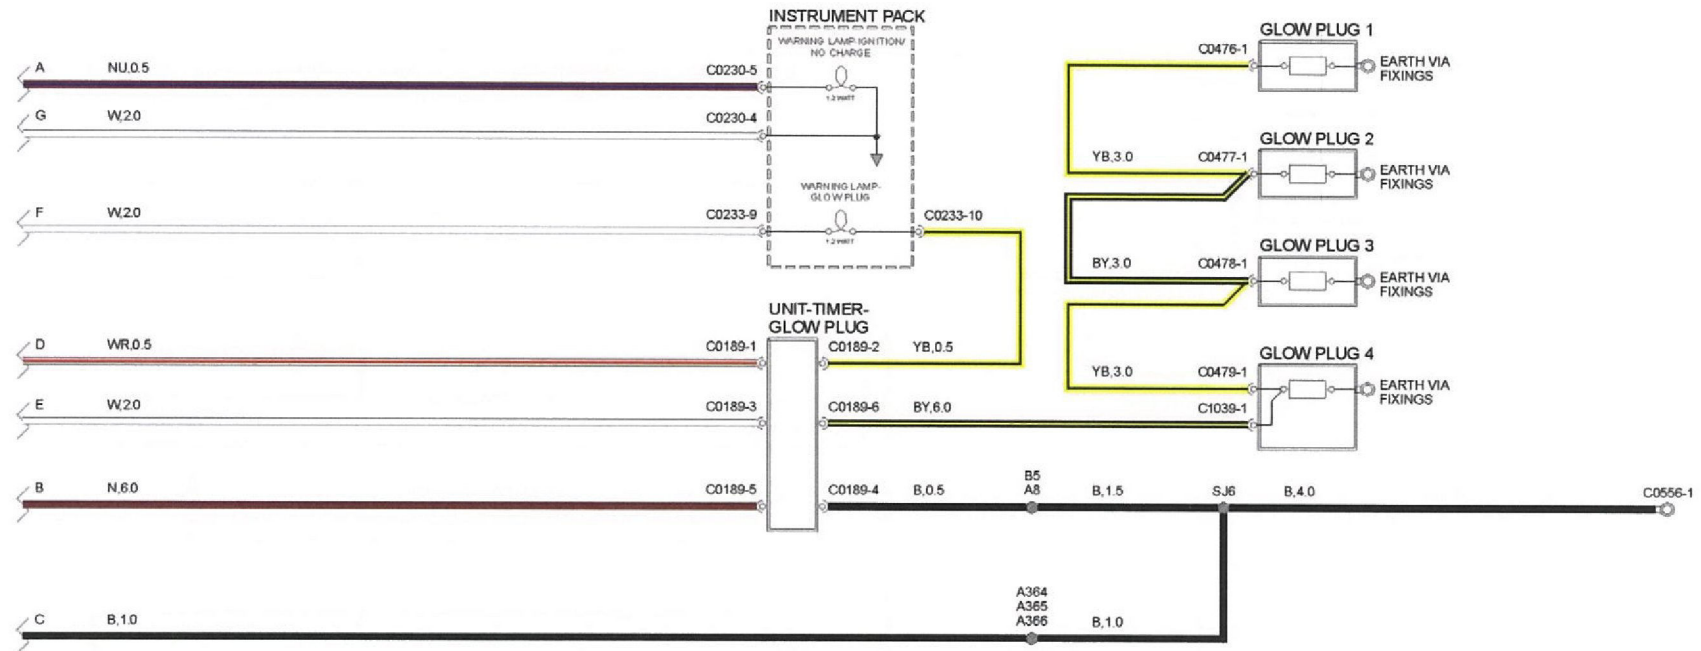 INSTRUMENT PACK
WARNING LAMP-IGNITION/
NO CHARGE
1.2 WATT
A
NU,0.5
C0230-5
G
W,2.0
C0230-4
WARNING LAMP-
GLOW PLUG
1.2 WATT
F
W,2.0
C0233-9
C0233-10
UNIT-TIMER-
GLOW PLUG
D
WR,0.5
C0189-1
C0189-2
YB,0.5
E
W,2.0
C0189-3
C0189-6
BY,6.0
B
N,6.0
C0189-5
C0189-4
B,0.5
B5
A8
B,1.5
SJ6
B,4.0
C0556-1
C
B,1.0
A364
A365
A366
B,1.0
GLOW PLUG 1
C0476-1
EARTH VIA
FIXINGS
GLOW PLUG 2
YB,3.0
C0477-1
EARTH VIA
FIXINGS
GLOW PLUG 3
BY,3.0
C0478-1
EARTH VIA
FIXINGS
GLOW PLUG 4
YB,3.0
C0479-1
C1039-1
EARTH VIA
FIXINGS